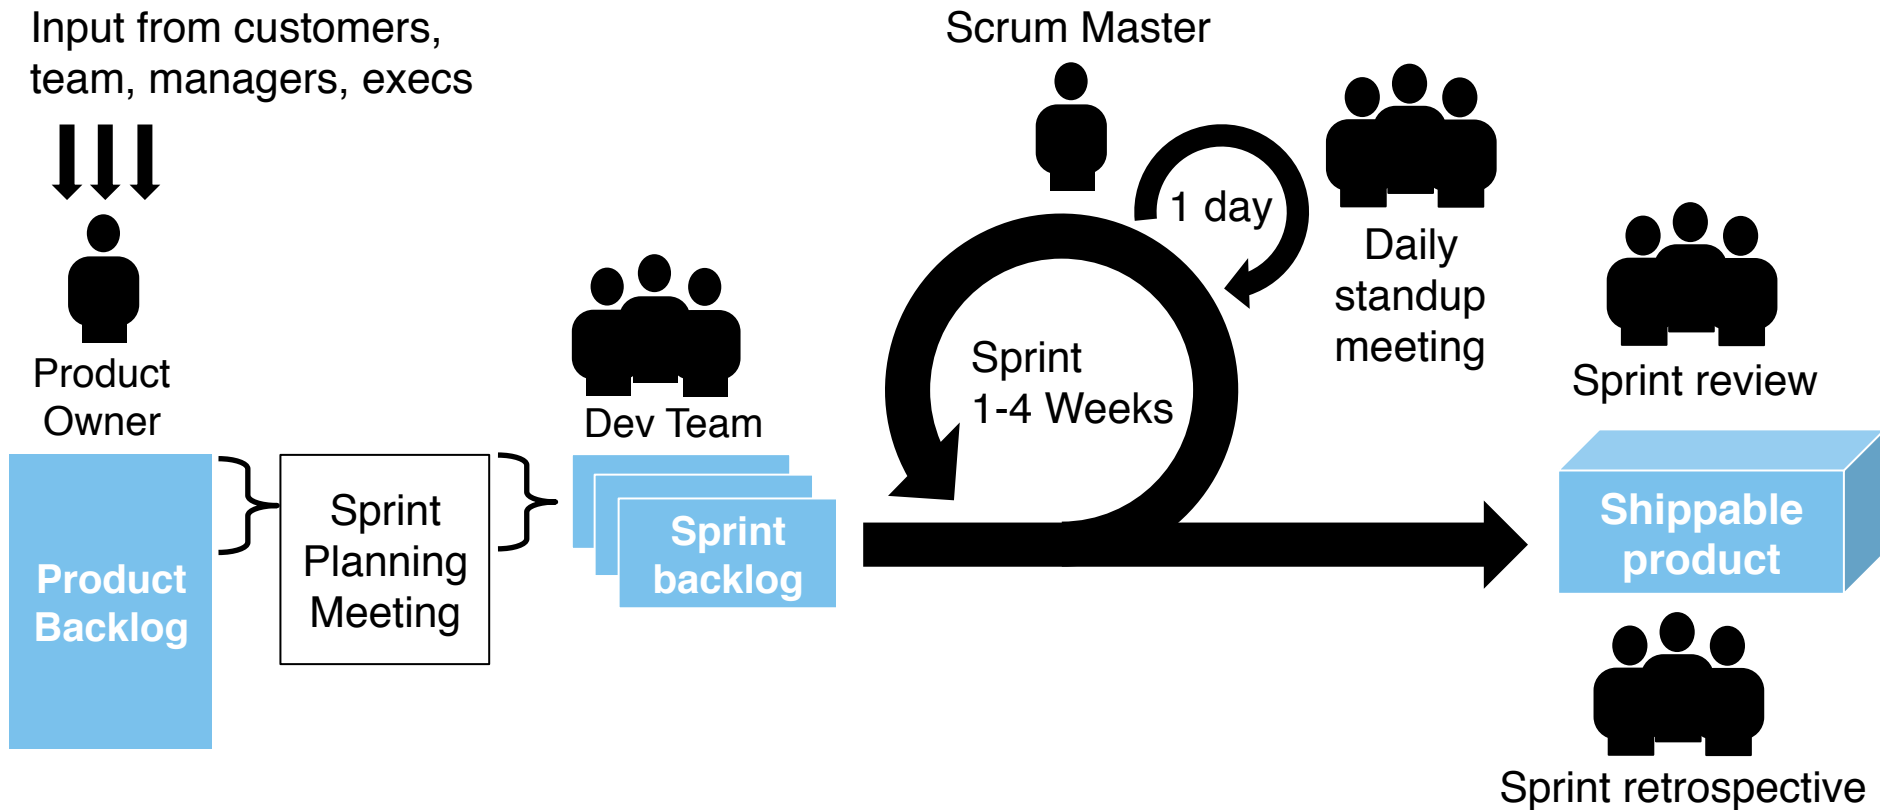 Input from customers,
team, managers, execs
Product
Owner
Product
Backlog
Sprint
Planning
Meeting
Dev Team
Sprint
backlog
Scrum Master
1 day
Sprint
1-4 Weeks
Daily
standup
meeting
Sprint review
Shippable
product
Sprint retrospective